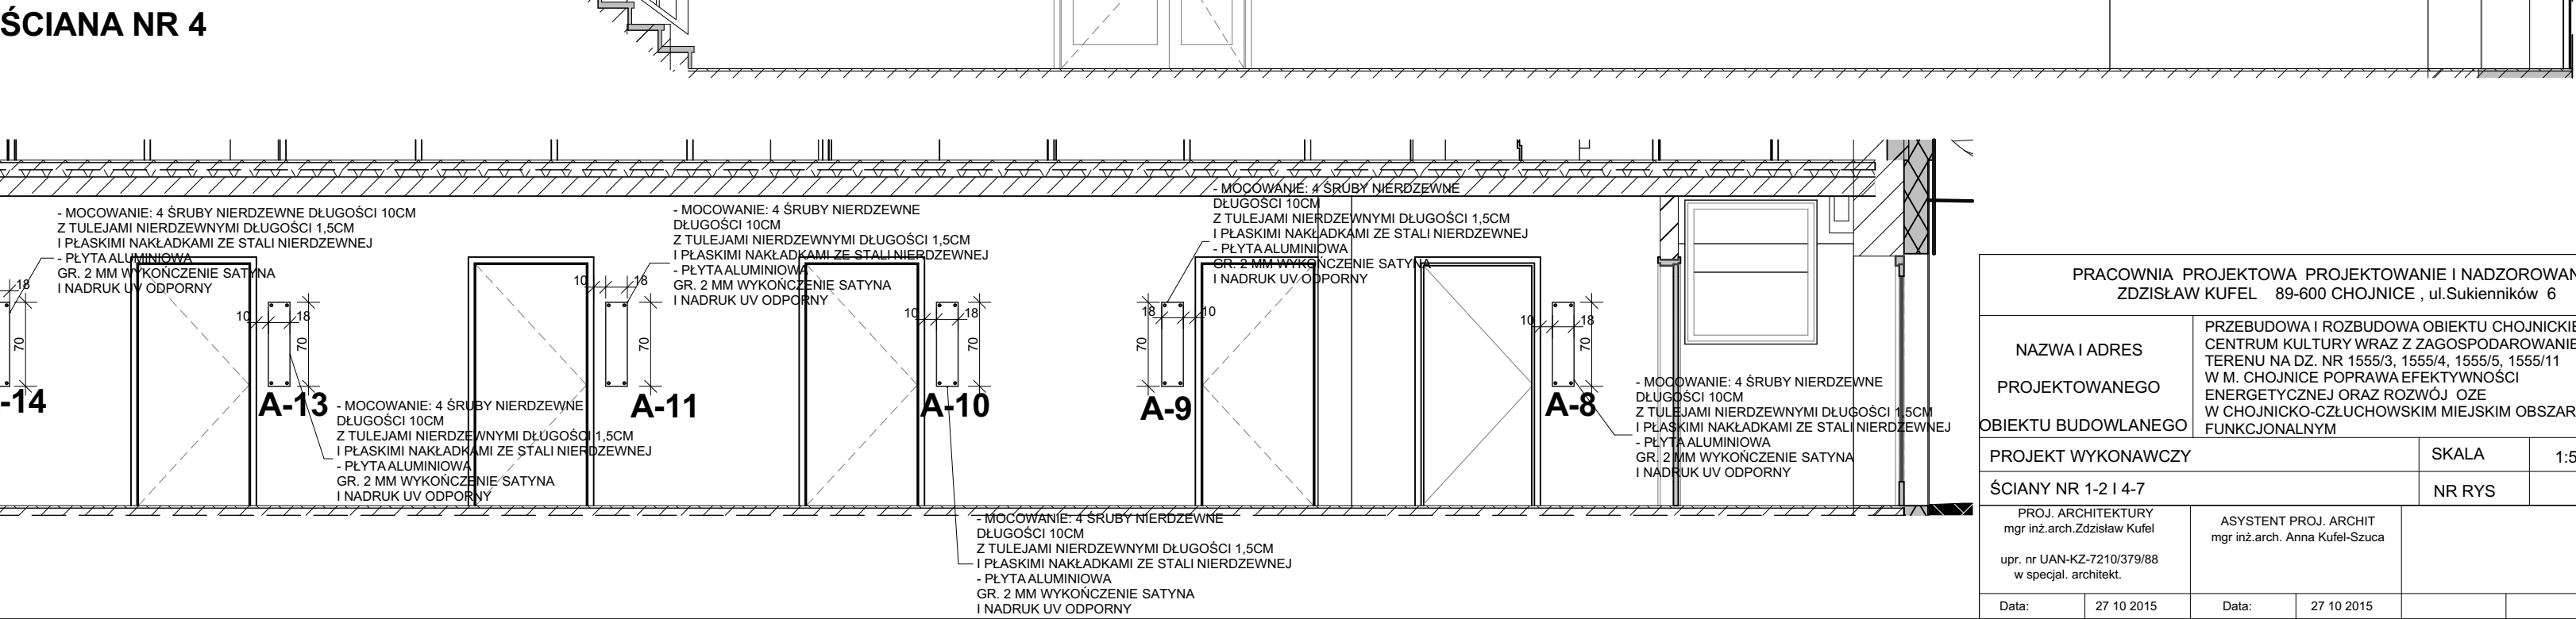 ŚCIANA NR 4
- MOCOWANIE: 4 ŚRUBY NIERDZEWNE DŁUGOŚCI 10CM
Z TULEJAMI NIERDZEWNYMI DŁUGOŚCI 1,5CM
I PŁASKIMI NAKŁADKAMI ZE STALI NIERDZEWNEJ
- PŁYTA ALUMINIOWA
GR. 2 MM WYKOŃCZENIE SATYNA
I NADRUK UV ODPORNY
18
70
-14
10
18
70
A-13
- MOCOWANIE: 4 ŚRUBY NIERDZEWNE
DŁUGOŚCI 10CM
Z TULEJAMI NIERDZEWNYMI DŁUGOŚCI 1,5CM
I PŁASKIMI NAKŁADKAMI ZE STALI NIERDZEWNEJ
- PŁYTA ALUMINIOWA
GR. 2 MM WYKOŃCZENIE SATYNA
I NADRUK UV ODPORNY
- MOCOWANIE: 4 ŚRUBY NIERDZEWNE
DŁUGOŚCI 10CM
Z TULEJAMI NIERDZEWNYMI DŁUGOŚCI 1,5CM
I PŁASKIMI NAKŁADKAMI ZE STALI NIERDZEWNEJ
- PŁYTA ALUMINIOWA
GR. 2 MM WYKOŃCZENIE SATYNA
I NADRUK UV ODPORNY
10
18
70
A-11
10
18
70
A-10
- MOCOWANIE: 4 ŚRUBY NIERDZEWNE
DŁUGOŚCI 10CM
Z TULEJAMI NIERDZEWNYMI DŁUGOŚCI 1,5CM
I PŁASKIMI NAKŁADKAMI ZE STALI NIERDZEWNEJ
- PŁYTA ALUMINIOWA
GR. 2 MM WYKOŃCZENIE SATYNA
I NADRUK UV ODPORNY
- MOCOWANIE: 4 ŚRUBY NIERDZEWNE
DŁUGOŚCI 10CM
Z TULEJAMI NIERDZEWNYMI DŁUGOŚCI 1,5CM
I PŁASKIMI NAKŁADKAMI ZE STALI NIERDZEWNEJ
- PŁYTA ALUMINIOWA
GR. 2 MM WYKOŃCZENIE SATYNA
I NADRUK UV ODPORNY
18
10
70
A-9
10
18
70
A-8
- MOCOWANIE: 4 ŚRUBY NIERDZEWNE
DŁUGOŚCI 10CM
Z TULEJAMI NIERDZEWNYMI DŁUGOŚCI 1,5CM
I PŁASKIMI NAKŁADKAMI ZE STALI NIERDZEWNEJ
- PŁYTA ALUMINIOWA
GR. 2 MM WYKOŃCZENIE SATYNA
I NADRUK UV ODPORNY
PRACOWNIA PROJEKTOWA PROJEKTOWANIE I NADZOROWAN
ZDZISŁAW KUFEL 89-600 CHOJNICE , ul.Sukienników 6
NAZWA I ADRES
PROJEKTOWANEGO
OBIEKTU BUDOWLANEGO
PRZEBUDOWA I ROZBUDOWA OBIEKTU CHOJNICKIE
CENTRUM KULTURY WRAZ Z ZAGOSPODAROWANIE
TERENU NA DZ. NR 1555/3, 1555/4, 1555/5, 1555/11
W M. CHOJNICE POPRAWA EFEKTYWNOŚCI
ENERGETYCZNEJ ORAZ ROZWÓJ OZE
W CHOJNICKO-CZŁUCHOWSKIM MIEJSKIM OBSZAR
FUNKCJONALNYM
PROJEKT WYKONAWCZY
SKALA
1:5
ŚCIANY NR 1-2 I 4-7
NR RYS
PROJ. ARCHITEKTURY
mgr inż.arch.Zdzisław Kufel
upr. nr UAN-KZ-7210/379/88
w specjal. architekt.
ASYSTENT PROJ. ARCHIT
mgr inż.arch. Anna Kufel-Szuca
Data:
27 10 2015
Data:
27 10 2015